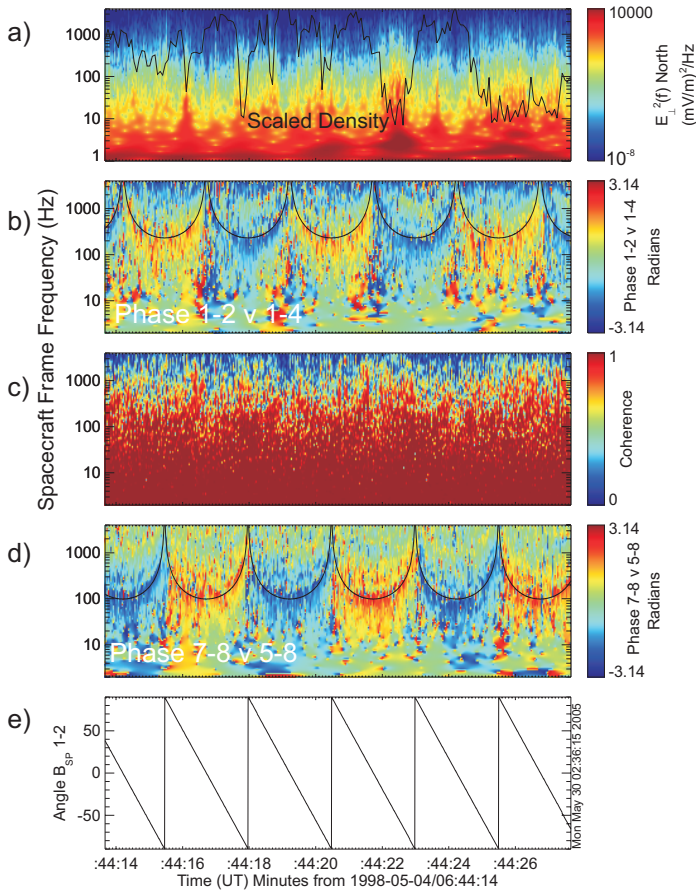 a)
1000
100
10
1
Scaled Density
10000
10-8
E⊥2(f) North
(mV/m)2/Hz
Spacecraft Frame Frequency (Hz)
b)
1000
100
10
Phase 1-2 v 1-4
3.14
-3.14
Phase 1-2 v 1-4
Radians
c)
1000
100
10
1
0
Coherence
d)
1000
100
10
Phase 7-8 v 5-8
3.14
-3.14
Phase 7-8 v 5-8
Radians
e)
Angle BSP 1-2
50
0
-50
Mon May 30 02:36:15 2005
:44:14 :44:16 :44:18 :44:20 :44:22 :44:24 :44:26
Time (UT) Minutes from 1998-05-04/06:44:14